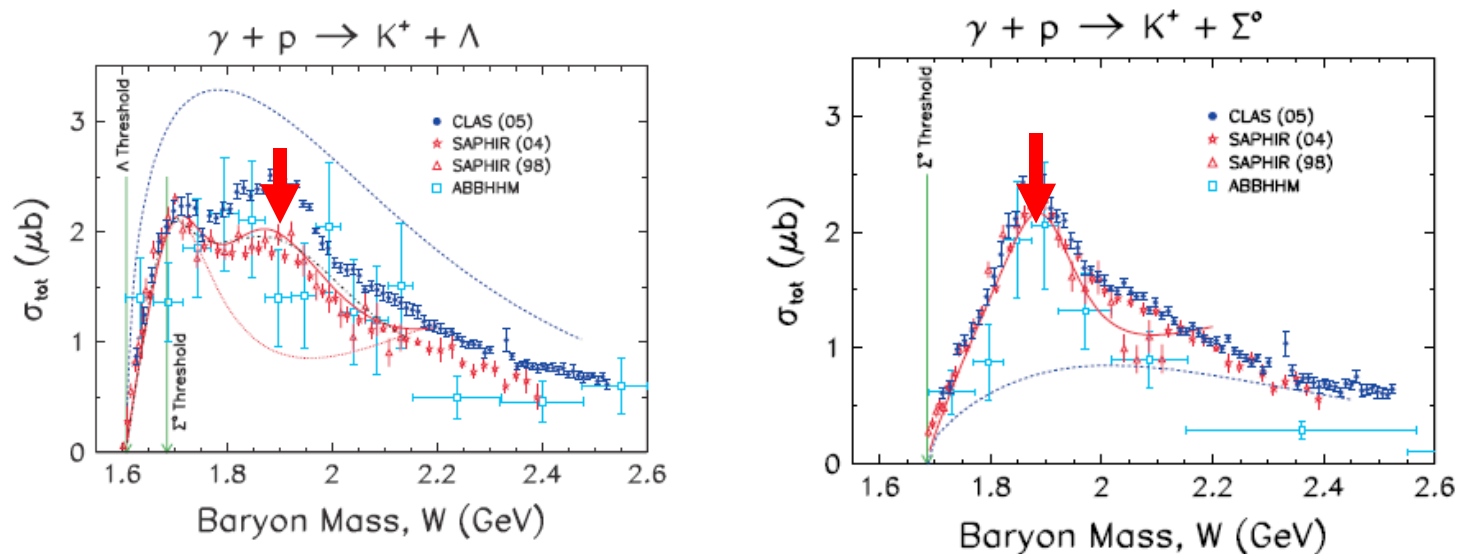 γ + p → K⁺ + Λ
Λ Threshold
Σ° Threshold
CLAS (05)
SAPHIR (04)
SAPHIR (98)
ABBHHM
σtot (μb)
3
2
1
0
1.6 1.8 2 2.2 2.4 2.6
Baryon Mass, W (GeV)
γ + p → K⁺ + Σ°
Σ° Threshold
CLAS (05)
SAPHIR (04)
SAPHIR (98)
ABBHHM
σtot (μb)
3
2
1
0
1.6 1.8 2 2.2 2.4 2.6
Baryon Mass, W (GeV)